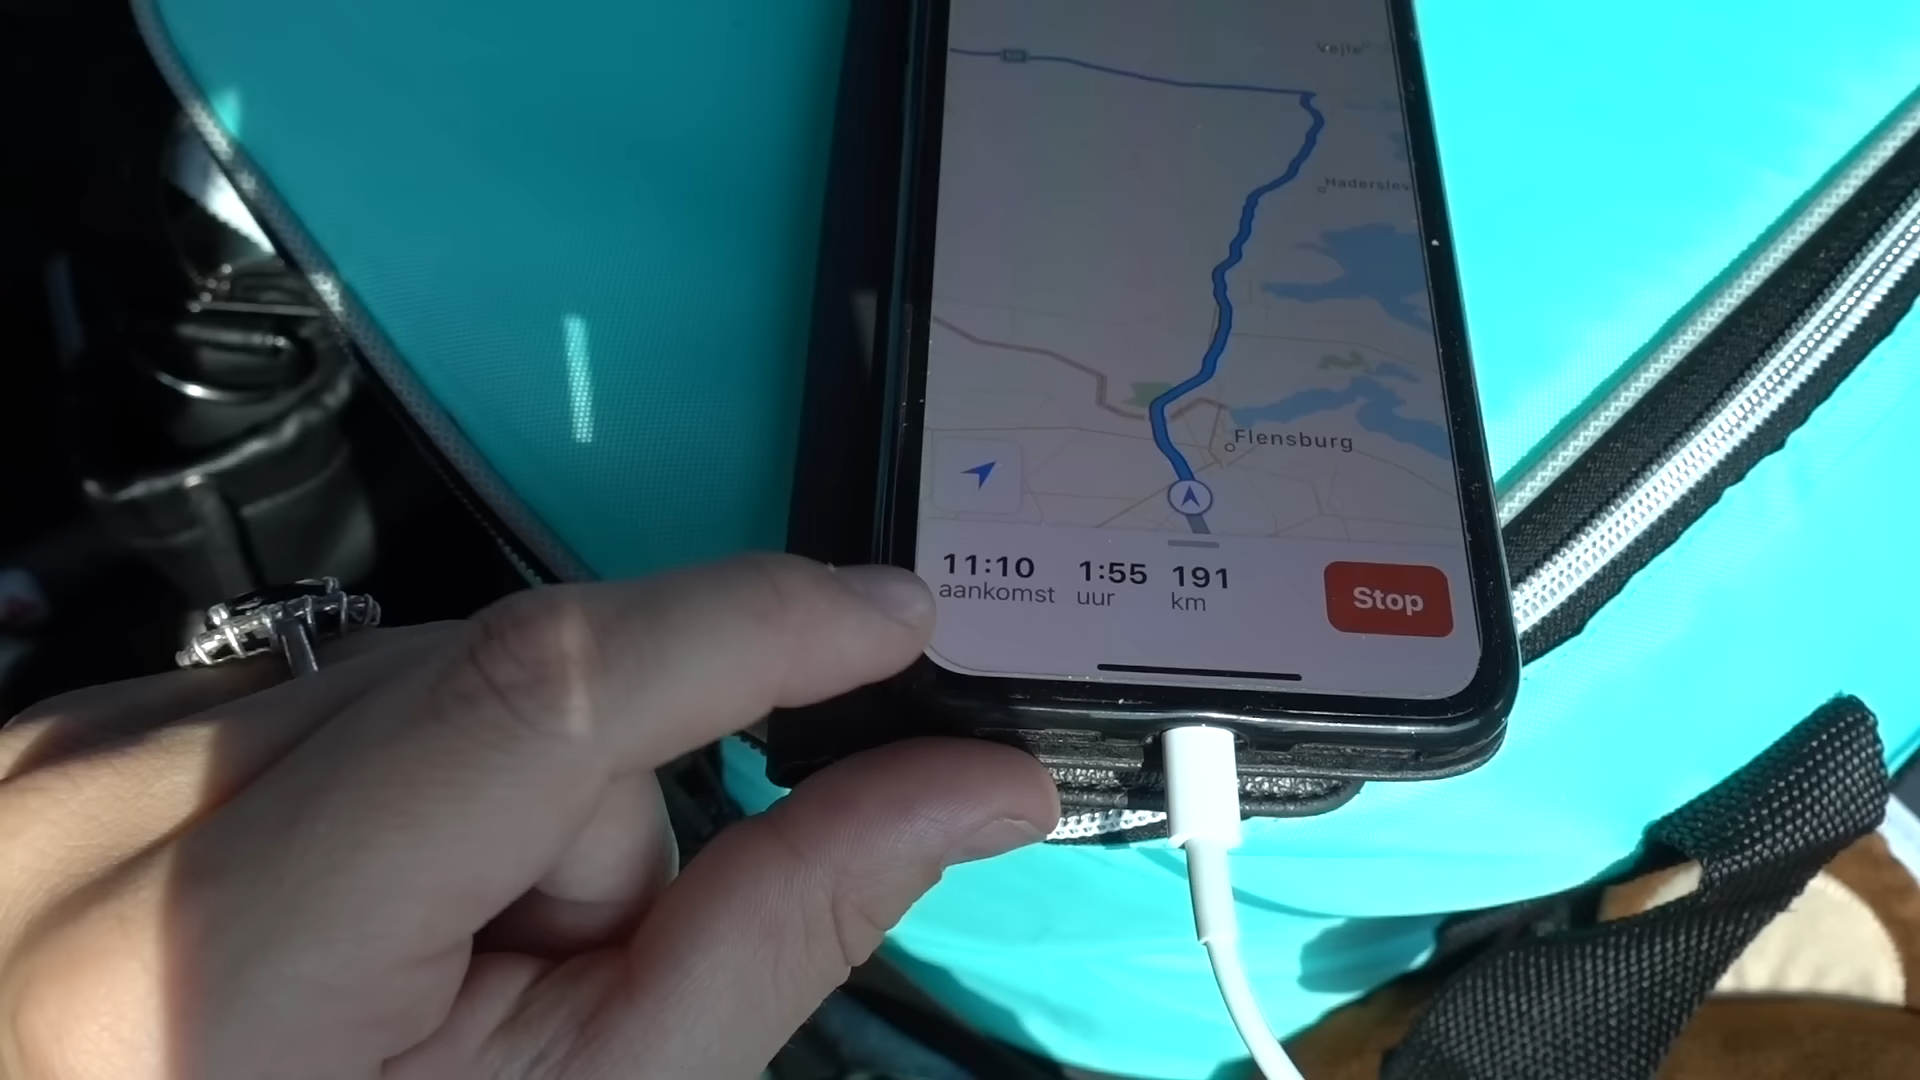 Vejle
Haderslev
Flensburg
11:10 1:55 191
aankomst uur km
Stop